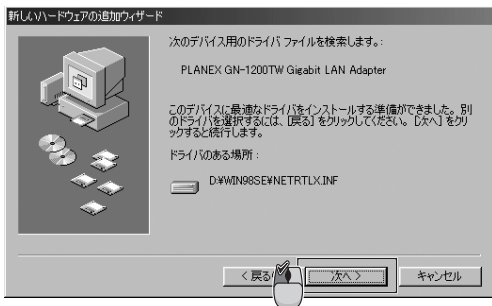 新しいハードウェアの追加ウィザード
次のデバイス用のドライバ ファイルを検索します。:
PLANEX GN-1200TW Gigabit LAN Adapter
このデバイスに最適なドライバをインストールする準備ができました。別
のドライバを選択するには、[戻る] をクリックしてください。[次へ] をクリ
ックすると続行します。
ドライバのある場所 :
D:¥WIN98SE¥NETRTLX.INF
< 戻る
次へ >
キャンセル